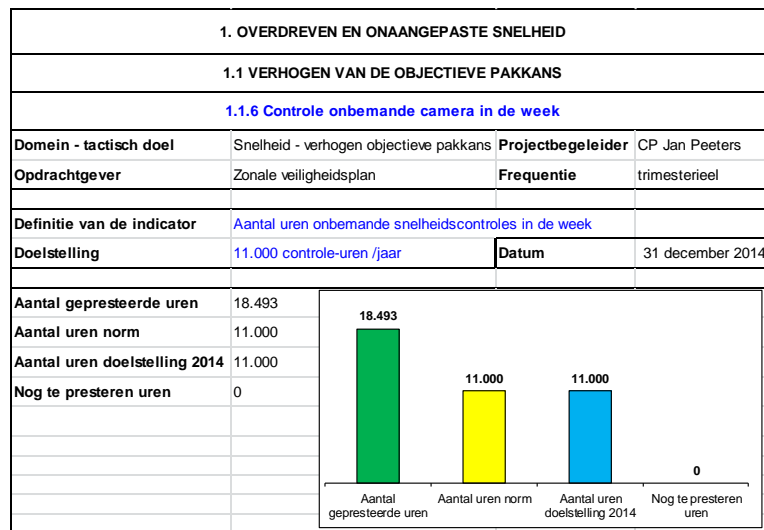 1. OVERDREVEN EN ONAANGEPASTE SNELHEID
1.1 VERHOGEN VAN DE OBJECTIEVE PAKKANS
1.1.6 Controle onbemande camera in de week
Domein - tactisch doel Snelheid - verhogen objectieve pakkans Projectbegeleider CP Jan Peeters
Opdrachtgever Zonale veiligheidsplan Frequentie trimesterieel
Definitie van de indicator Aantal uren onbemande snelheidscontroles in de week
Doelstelling 11.000 controle-uren /jaar Datum 31 december 2014
Aantal gepresteerde uren 18.493
Aantal uren norm 11.000
Aantal uren doelstelling 2014 11.000
Nog te presteren uren 0
18.493
11.000 11.000
0
Aantal Aantal uren norm Aantal uren Nog te presteren
gepresteerde uren doelstelling 2014 uren